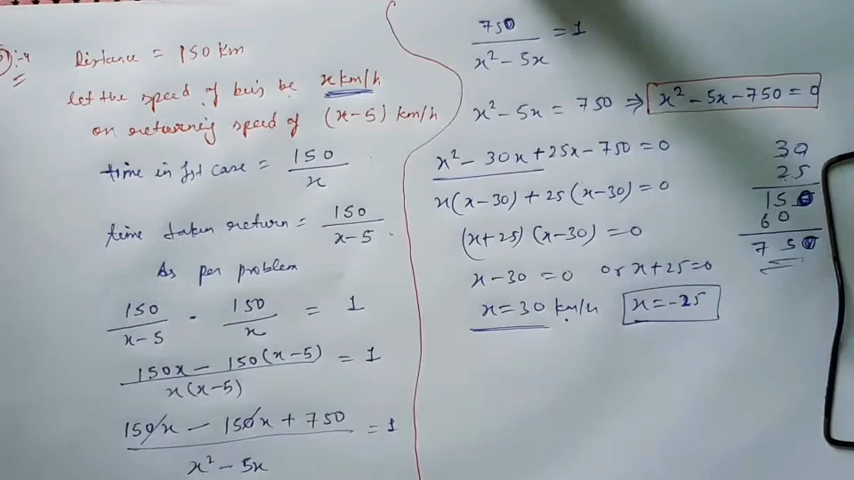 :-4 Distance = 150 km
let the speed of bus be x km/h
on returning speed of (x-5) km/h
time in 1st case = 150/x
time taken return = 150/(x-5)
As per problem
150/(x-5) - 150/x = 1
(150x - 150(x-5))/(x(x-5)) = 1
(150x - 150x + 750)/(x² - 5x) = 1
750/(x² - 5x) = 1
x² - 5x = 750 ⇒ x² - 5x - 750 = 0
x² - 30x + 25x - 750 = 0
x(x-30) + 25(x-30) = 0
(x+25)(x-30) = 0
x-30 = 0 or x+25=0
x=30 km/h x=-25
30
25
150
60
750